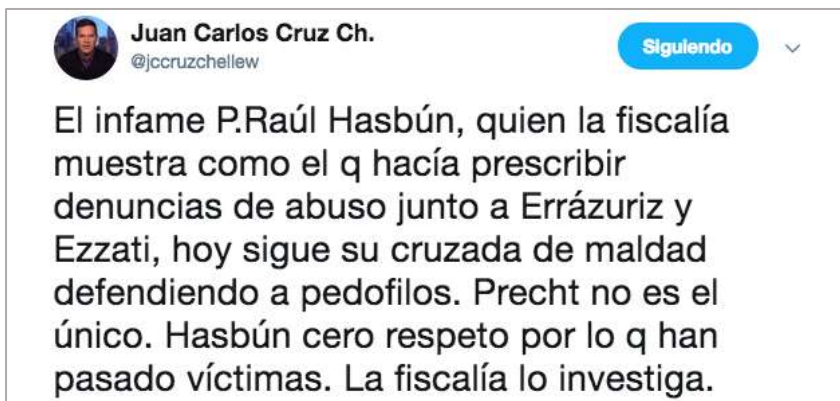 Juan Carlos Cruz Ch.
@jccruzchellew
Siguiendo
El infame P.Raúl Hasbún, quien la fiscalía
muestra como el q hacía prescribir
denuncias de abuso junto a Errázuriz y
Ezzati, hoy sigue su cruzada de maldad
defendiendo a pedofilos. Precht no es el
único. Hasbún cero respeto por lo q han
pasado víctimas. La fiscalía lo investiga.